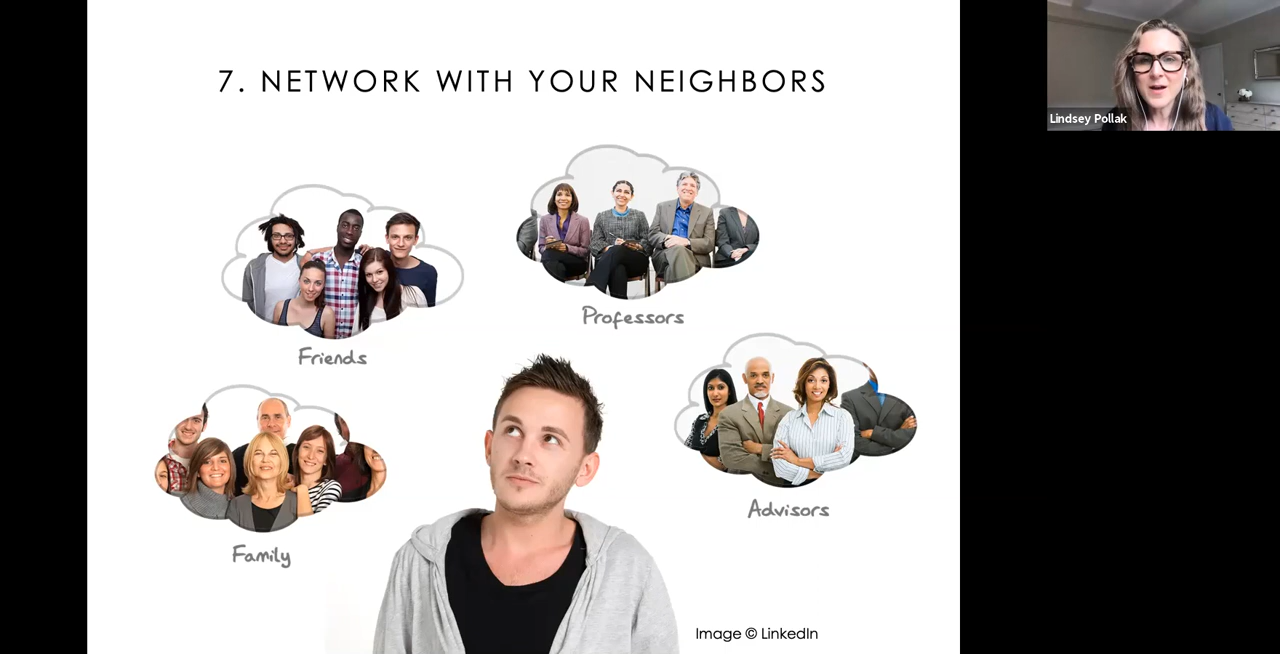 7. NETWORK WITH YOUR NEIGHBORS
Lindsey Pollak
Professors
Friends
Advisors
Family
Image © LinkedIn